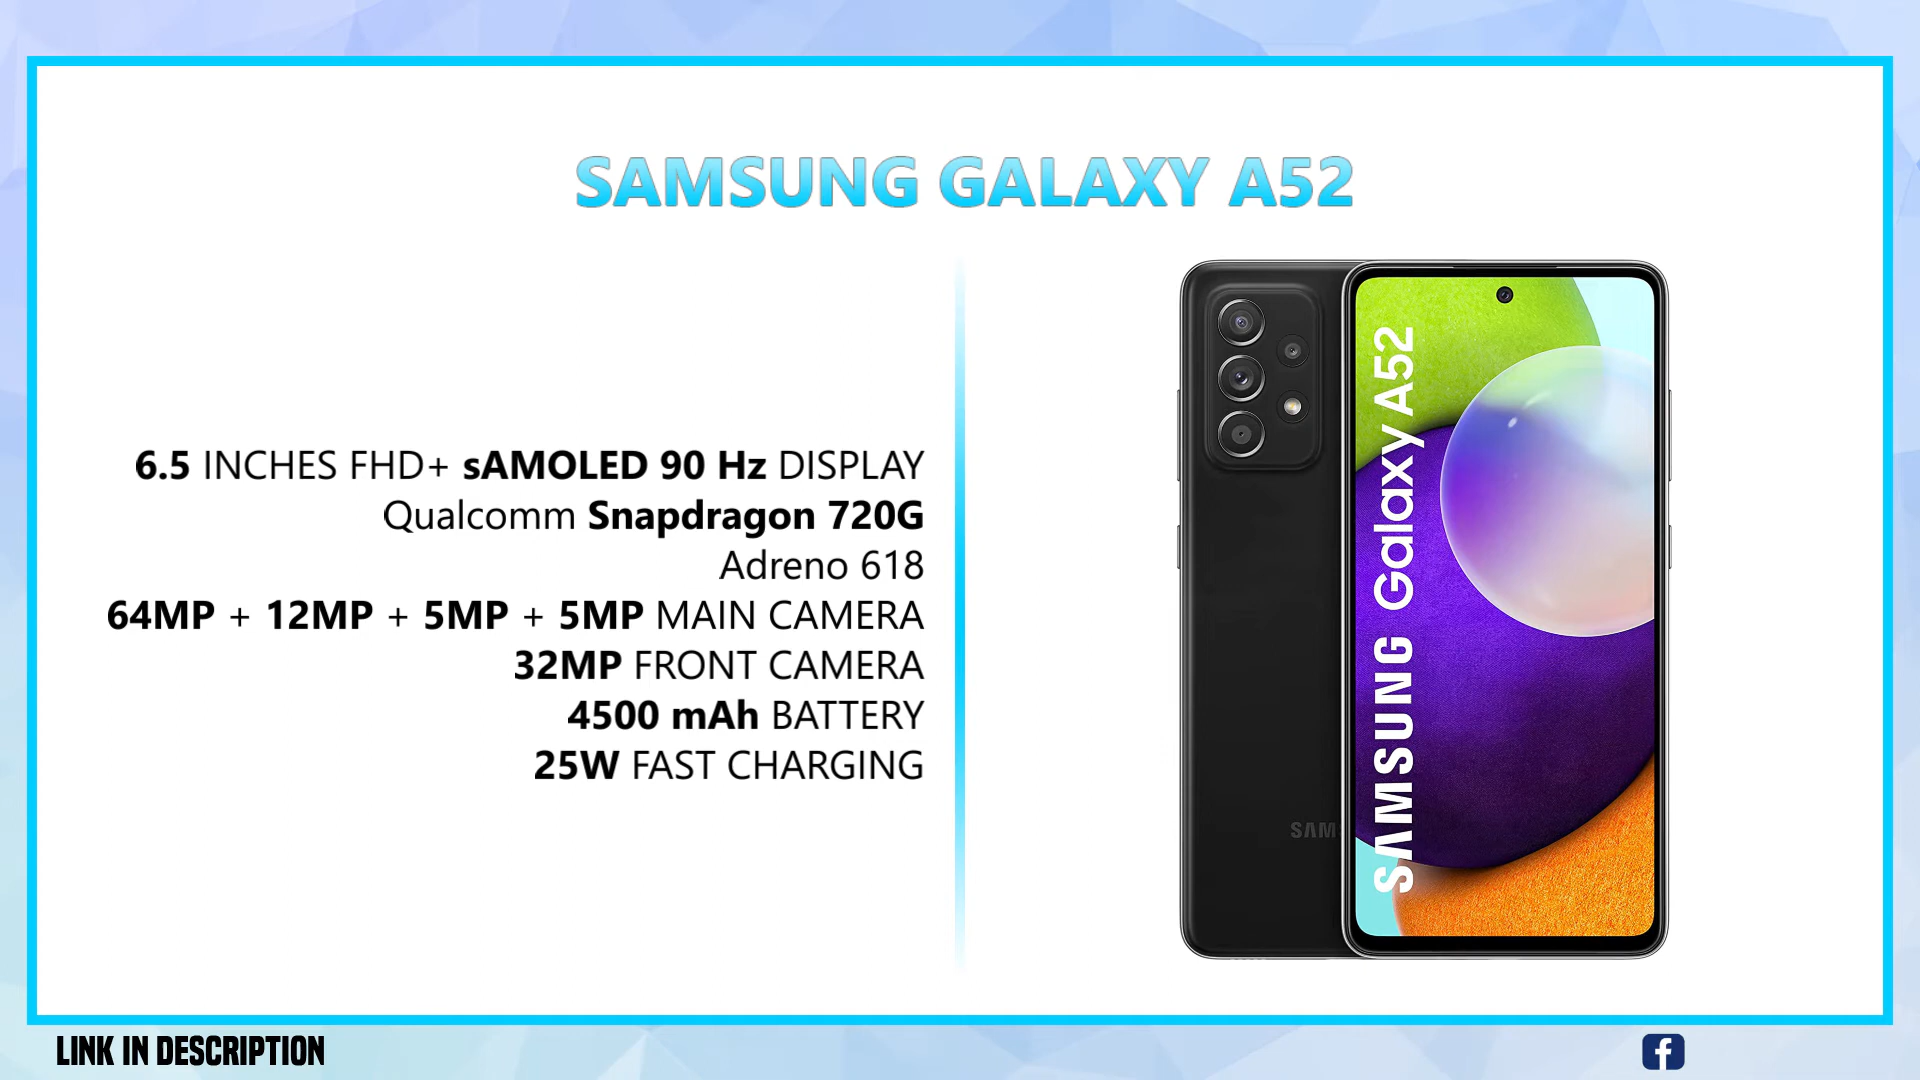 SAMSUNG GALAXY A52
6.5 INCHES FHD+ sAMOLED 90 Hz DISPLAY
Qualcomm Snapdragon 720G
Adreno 618
64MP + 12MP + 5MP + 5MP MAIN CAMERA
32MP FRONT CAMERA
4500 mAh BATTERY
25W FAST CHARGING
SAM
SAMSUNG Galaxy A52
LINK IN DESCRIPTION